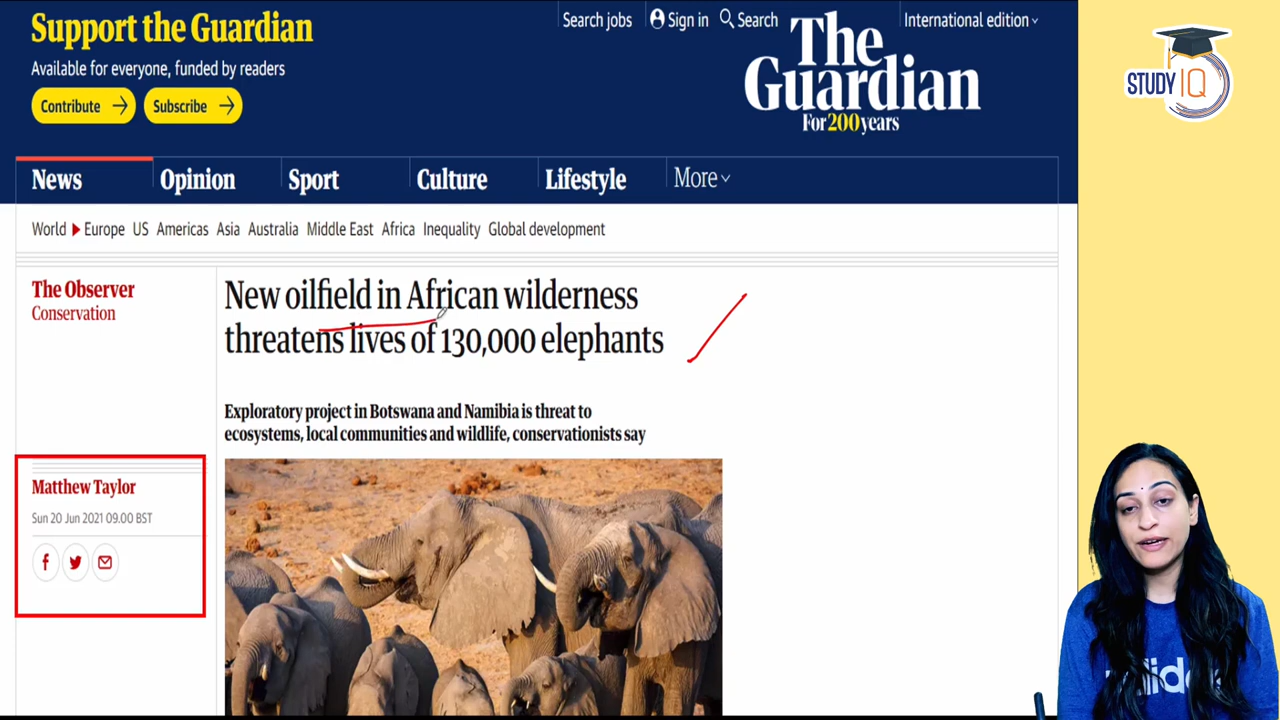 Support the Guardian
Available for everyone, funded by readers
Contribute
Subscribe
Search jobs
Sign in
Search
International edition
The
Guardian
For 200 years
STUDY IQ
News
Opinion
Sport
Culture
Lifestyle
More
World
Europe
US
Americas
Asia
Australia
Middle East
Africa
Inequality
Global development
The Observer
Conservation
New oilfield in African wilderness
threatens lives of 130,000 elephants
Exploratory project in Botswana and Namibia is threat to
ecosystems, local communities and wildlife, conservationists say
Matthew Taylor
Sun 20 Jun 2021 09.00 BST